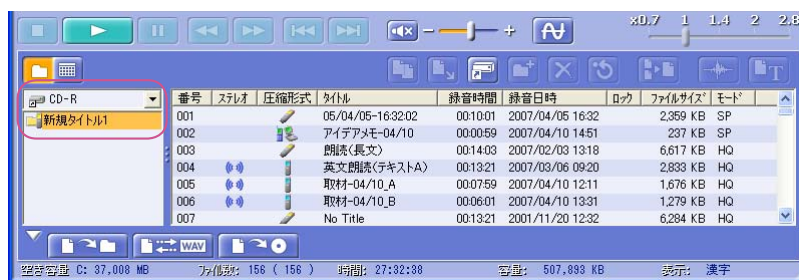 x0.7 1 1.4 2 2.8
CD-R
新規タイトル1
番号 ステレオ 圧縮形式 タイトル 録音時間 録音日時 ロック ファイルサイズ モード
001 05/04/05-16:32:02 00:10:01 2007/04/05 16:32 2,359 KB SP
002 アイデアメモ-04/10 00:00:59 2007/04/10 14:51 237 KB SP
003 朗読(長文) 00:14:03 2007/02/03 13:18 6,617 KB HQ
004 英文朗読(テキストA) 00:13:21 2007/03/06 09:20 2,833 KB HQ
005 取材-04/10_A 00:07:59 2007/04/10 12:11 1,676 KB HQ
006 取材-04/10_B 00:06:01 2007/04/10 13:31 1,279 KB HQ
007 No Title 00:13:21 2001/11/20 12:32 6,284 KB HQ
WAV
空き容量 C: 37,008 MB ファイル数: 156 ( 156 ) 時間: 27:32:38 容量: 507,893 KB 表示: 漢字